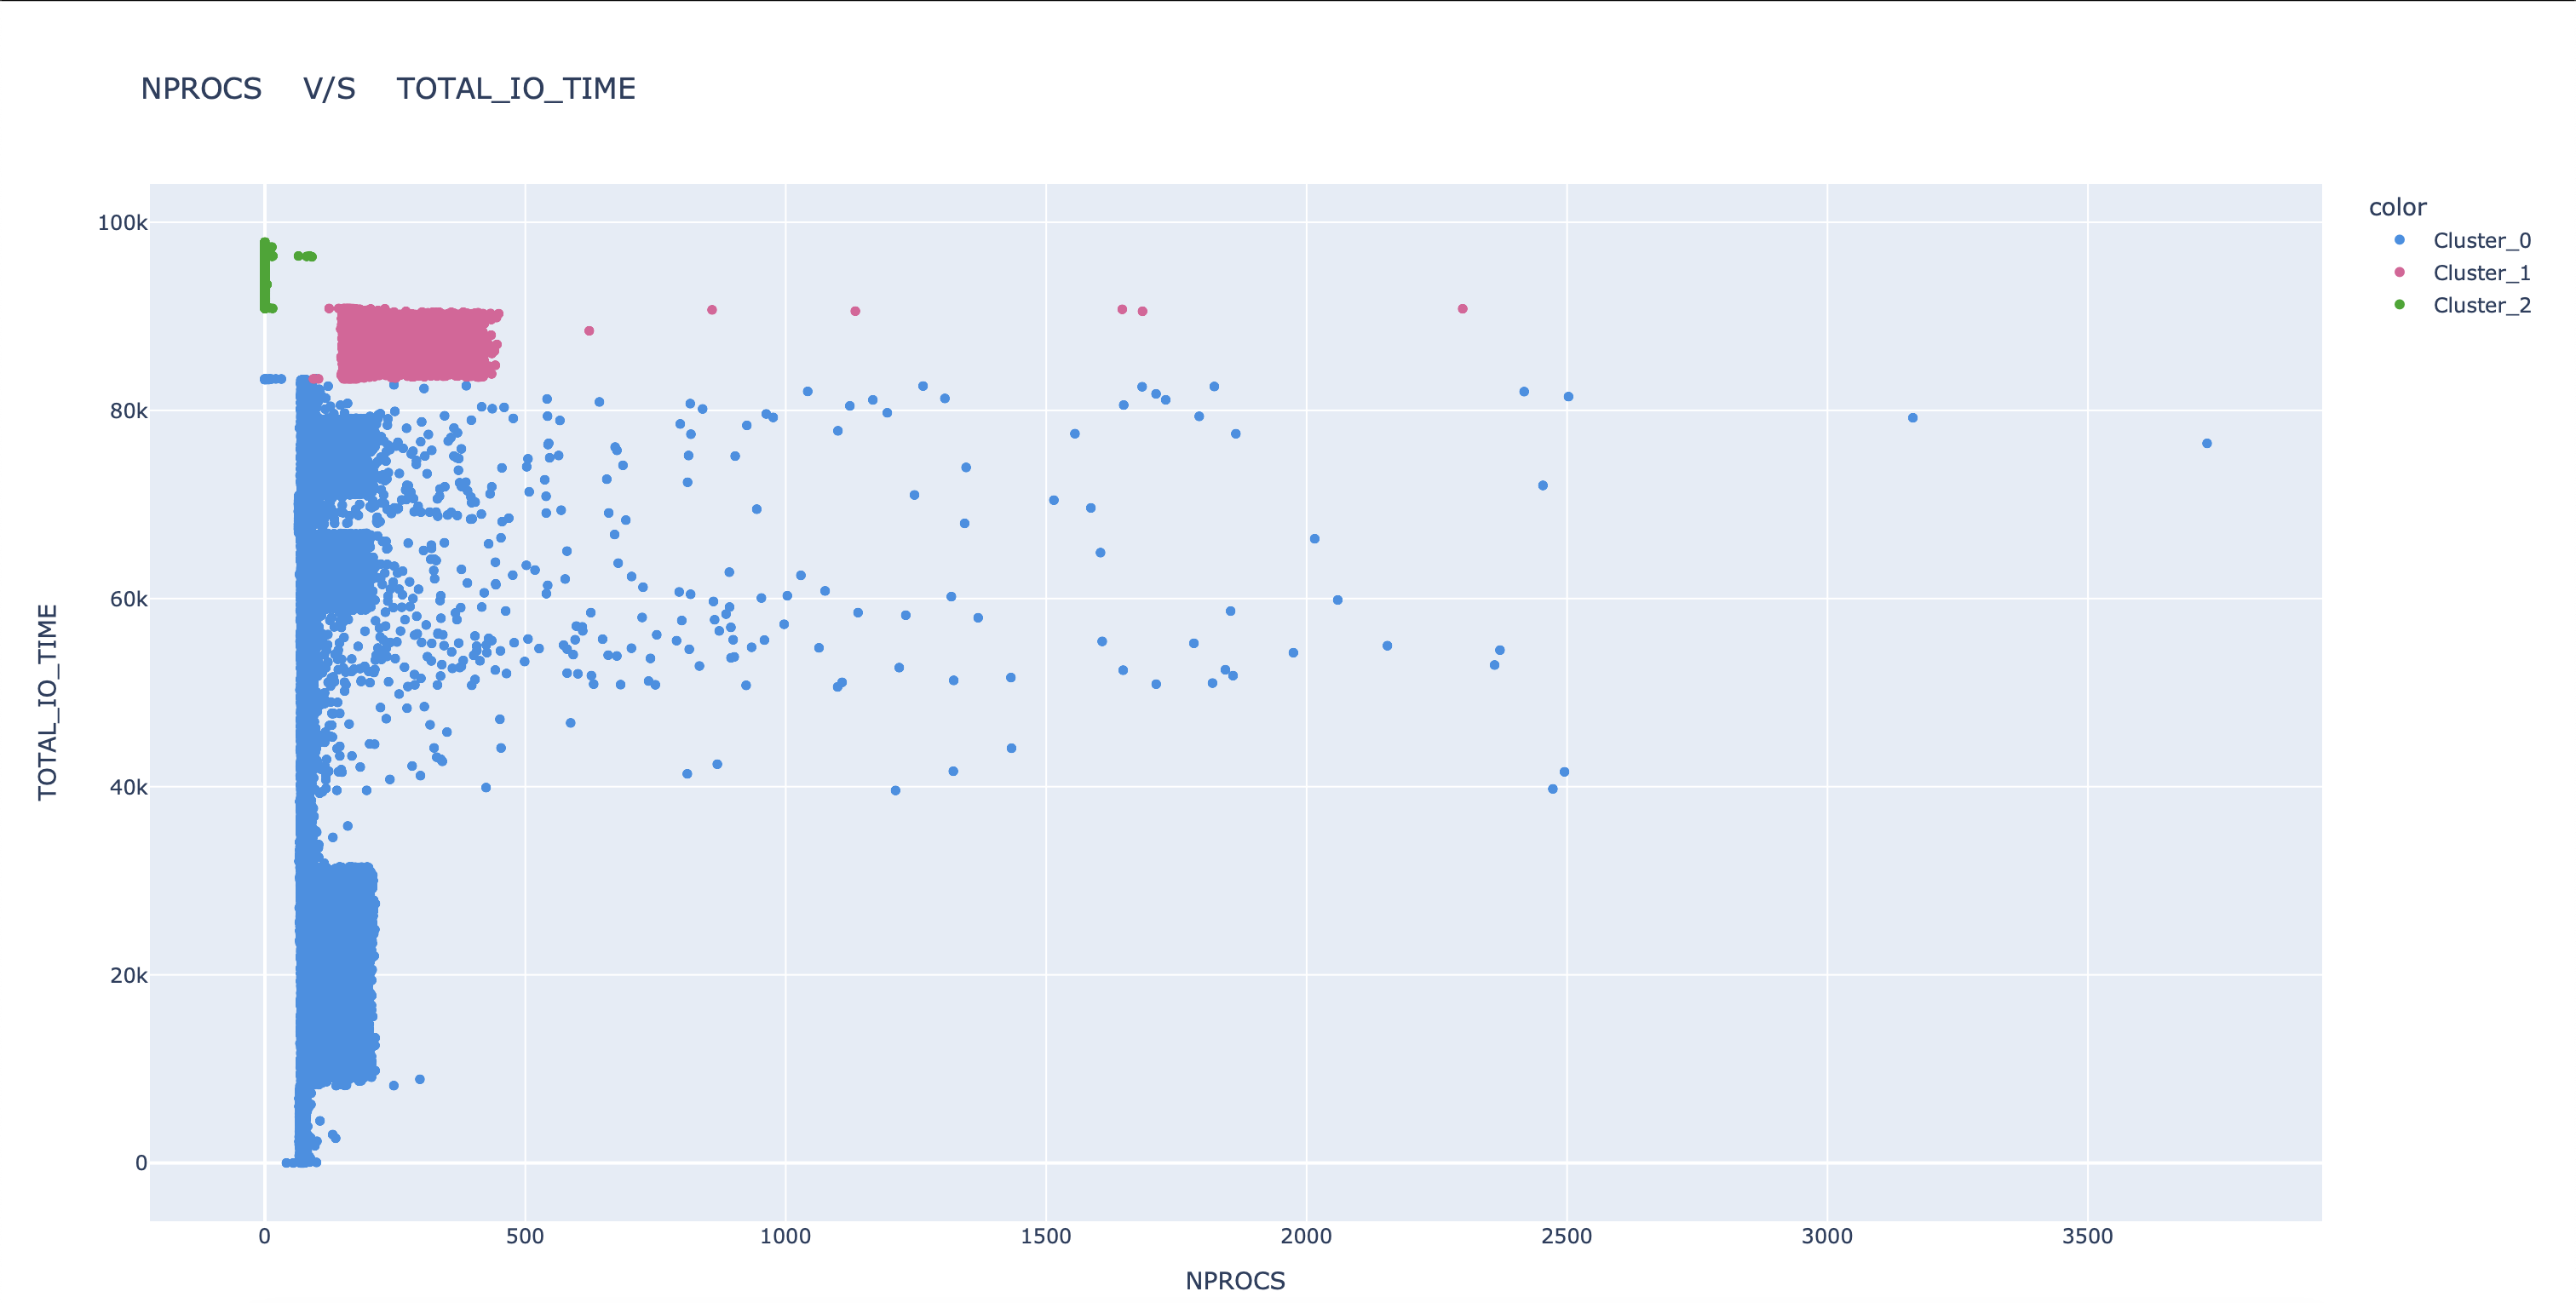 NPROCS V/S TOTAL_IO_TIME
color
Cluster_0
Cluster_1
Cluster_2
100k
80k
60k
40k
20k
0
TOTAL_IO_TIME
0 500 1000 1500 2000 2500 3000 3500
NPROCS